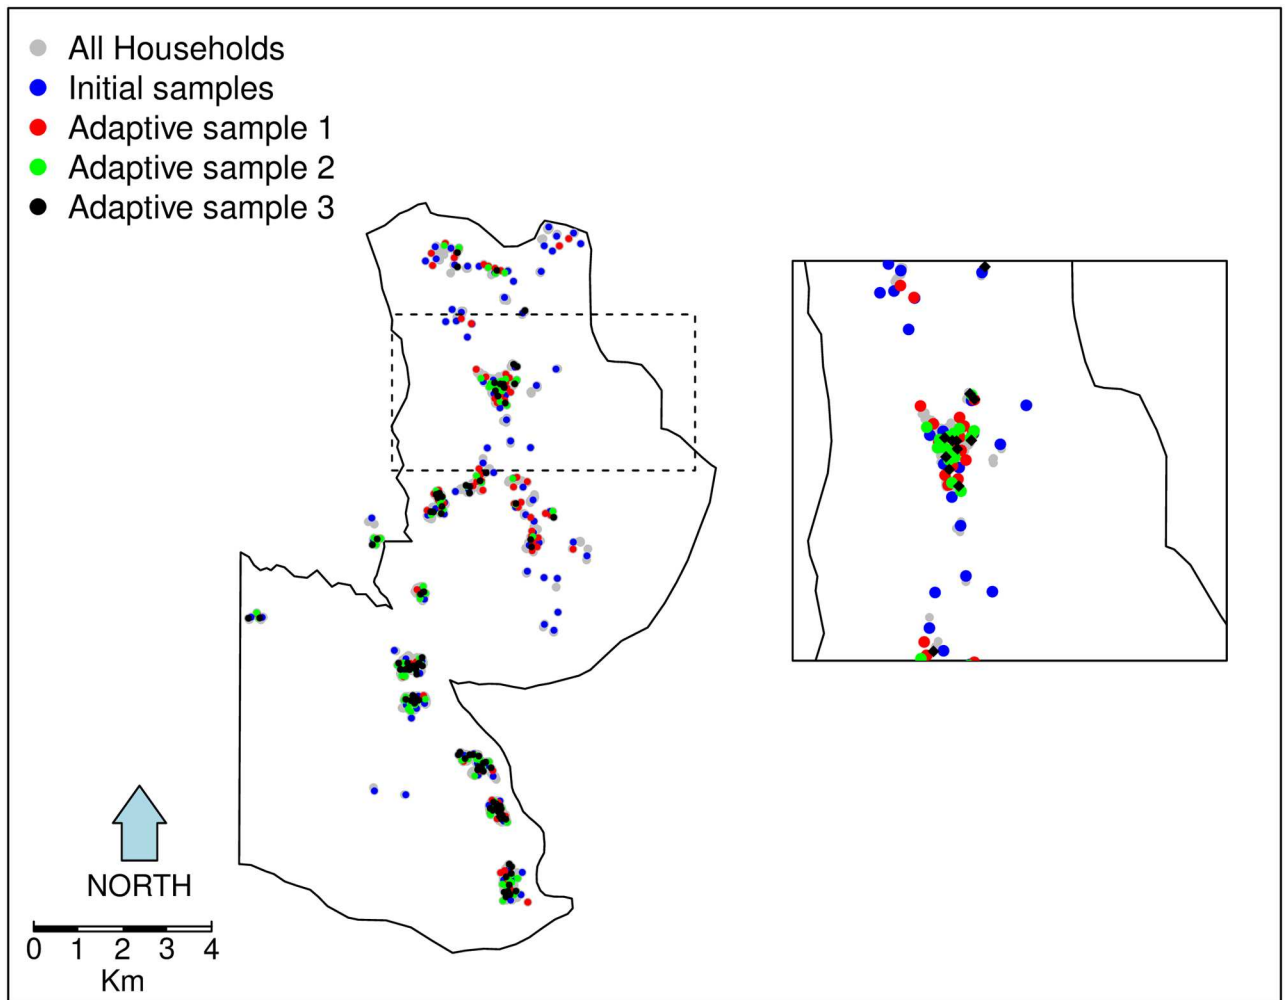 All Households
Initial samples
Adaptive sample 1
Adaptive sample 2
Adaptive sample 3
NORTH
0 1 2 3 4
Km